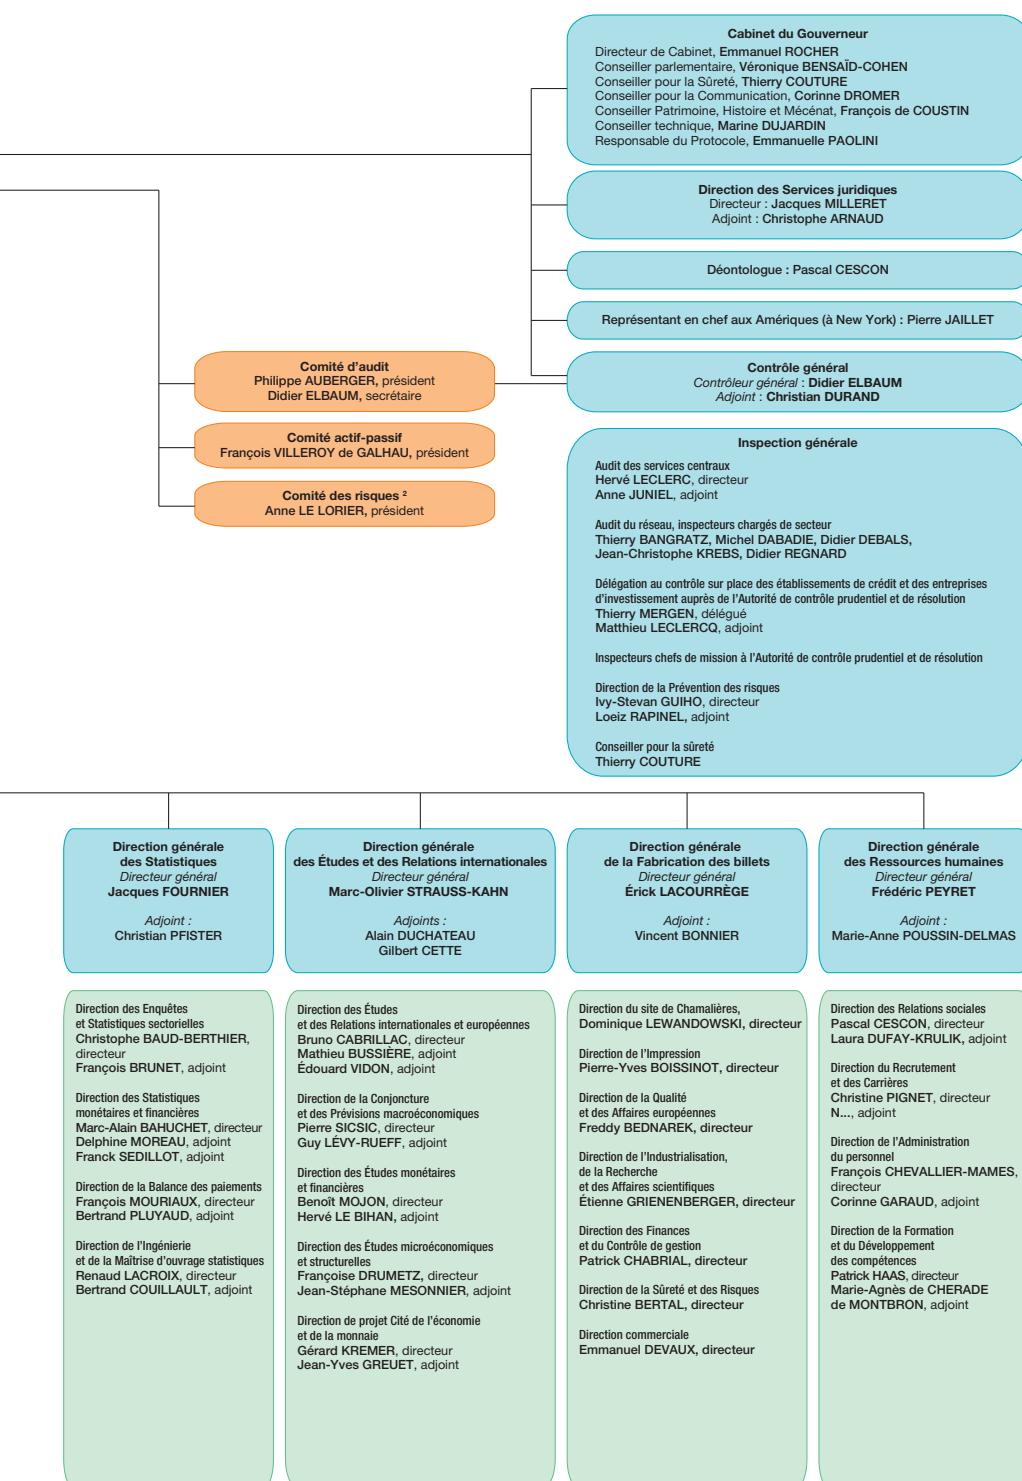 Cabinet du Gouverneur
Directeur de Cabinet, Emmanuel ROCHER
Conseiller parlementaire, Véronique BENSAÏD-COHEN
Conseiller pour la Sûreté, Thierry COUTURE
Conseiller pour la Communication, Corinne DROMER
Conseiller Patrimoine, Histoire et Mécénat, François de COUSTIN
Conseiller technique, Marine DUJARDIN
Responsable du Protocole, Emmanuelle PAOLINI
Direction des Services juridiques
Directeur : Jacques MILLERET
Adjoint : Christophe ARNAUD
Déontologue : Pascal CESCON
Représentant en chef aux Amériques (à New York) : Pierre JAILLET
Comité d'audit
Philippe AUBERGER, président
Didier ELBAUM, secrétaire
Contrôle général
Contrôleur général : Didier ELBAUM
Adjoint : Christian DURAND
Comité actif-passif
François VILLEROY de GALHAU, président
Comité des risques ²
Anne LE LORIER, président
Inspection générale
Audit des services centraux
Hervé LECLERC, directeur
Anne JUNIEL, adjoint
Audit du réseau, inspecteurs chargés de secteur
Thierry BANGRATZ, Michel DABADIE, Didier DEBALS,
Jean-Christophe KREBS, Didier REGNARD
Délégation au contrôle sur place des établissements de crédit et des entreprises
d'investissement auprès de l'Autorité de contrôle prudentiel et de résolution
Thierry MERGEN, délégué
Matthieu LECLERCQ, adjoint
Inspecteurs chefs de mission à l'Autorité de contrôle prudentiel et de résolution
Direction de la Prévention des risques
Ivy-Stevan GUIHO, directeur
Loeiz RAPINEL, adjoint
Conseiller pour la sûreté
Thierry COUTURE
Direction générale
des Statistiques
Directeur général
Jacques FOURNIER
Adjoint :
Christian PFISTER
Direction générale
des Études et des Relations internationales
Directeur général
Marc-Olivier STRAUSS-KAHN
Adjoints :
Alain DUCHATEAU
Gilbert CETTE
Direction générale
de la Fabrication des billets
Directeur général
Érick LACOURRÈGE
Adjoint :
Vincent BONNIER
Direction générale
des Ressources humaines
Directeur général
Frédéric PEYRET
Adjoint :
Marie-Anne POUSSIN-DELMAS
Direction des Enquêtes
et Statistiques sectorielles
Christophe BAUD-BERTHIER,
directeur
François BRUNET, adjoint
Direction des Statistiques
monétaires et financières
Marc-Alain BAHUCHET, directeur
Delphine MOREAU, adjoint
Franck SEDILLOT, adjoint
Direction de la Balance des paiements
François MOURIAUX, directeur
Bertrand PLUYAUD, adjoint
Direction de l'Ingénierie
et de la Maîtrise d'ouvrage statistiques
Renaud LACROIX, directeur
Bertrand COUILLAULT, adjoint
Direction des Études
et des Relations internationales et européennes
Bruno CABRILLAC, directeur
Mathieu BUSSIÈRE, adjoint
Édouard VIDON, adjoint
Direction de la Conjoncture
et des Prévisions macroéconomiques
Pierre SICSIC, directeur
Guy LÉVY-RUEFF, adjoint
Direction des Études monétaires
et financières
Benoît MOJON, directeur
Hervé LE BIHAN, adjoint
Direction des Études microéconomiques
et structurelles
Françoise DRUMETZ, directeur
Jean-Stéphane MESONNIER, adjoint
Direction de projet Cité de l'économie
et de la monnaie
Gérard KREMER, directeur
Jean-Yves GREUET, adjoint
Direction du site de Chamalières,
Dominique LEWANDOWSKI, directeur
Direction de l'Impression
Pierre-Yves BOISSINOT, directeur
Direction de la Qualité
et des Affaires européennes
Freddy BEDNAREK, directeur
Direction de l'Industrialisation,
de la Recherche
et des Affaires scientifiques
Étienne GRIENENBERGER, directeur
Direction des Finances
et du Contrôle de gestion
Patrick CHABRIAL, directeur
Direction de la Sûreté et des Risques
Christine BERTAL, directeur
Direction commerciale
Emmanuel DEVAUX, directeur
Direction des Relations sociales
Pascal CESCON, directeur
Laura DUFAY-KRULIK, adjoint
Direction du Recrutement
et des Carrières
Christine PIGNET, directeur
N..., adjoint
Direction de l'Administration
du personnel
François CHEVALLIER-MAMES,
directeur
Corinne GARAUD, adjoint
Direction de la Formation
et du Développement
des compétences
Patrick HAAS, directeur
Marie-Agnès de CHERADE
de MONTBRON, adjoint